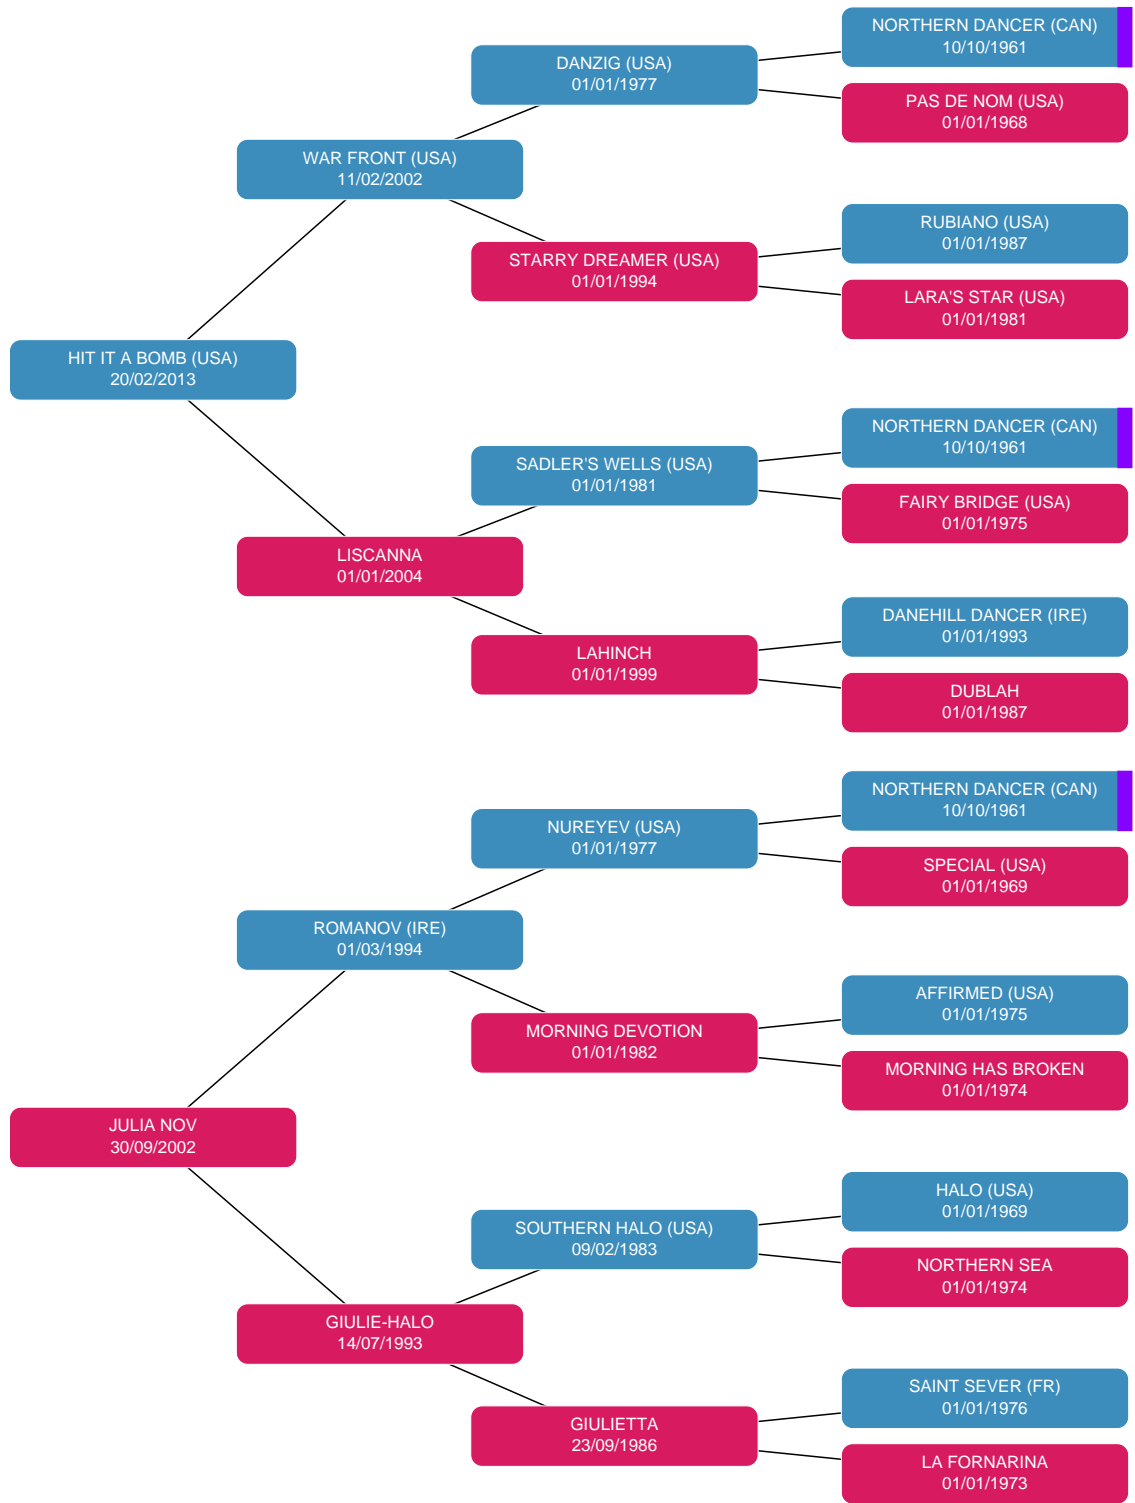 NORTHERN DANCER (CAN)
10/10/1961
DANZIG (USA)
01/01/1977
PAS DE NOM (USA)
01/01/1968
WAR FRONT (USA)
11/02/2002
RUBIANO (USA)
01/01/1987
STARRY DREAMER (USA)
01/01/1994
LARA'S STAR (USA)
01/01/1981
HIT IT A BOMB (USA)
20/02/2013
NORTHERN DANCER (CAN)
10/10/1961
SADLER'S WELLS (USA)
01/01/1981
FAIRY BRIDGE (USA)
01/01/1975
LISCANNA
01/01/2004
DANEHILL DANCER (IRE)
01/01/1993
LAHINCH
01/01/1999
DUBLAH
01/01/1987
NORTHERN DANCER (CAN)
10/10/1961
NUREYEV (USA)
01/01/1977
SPECIAL (USA)
01/01/1969
ROMANOV (IRE)
01/03/1994
AFFIRMED (USA)
01/01/1975
MORNING DEVOTION
01/01/1982
MORNING HAS BROKEN
01/01/1974
JULIA NOV
30/09/2002
HALO (USA)
01/01/1969
SOUTHERN HALO (USA)
09/02/1983
NORTHERN SEA
01/01/1974
GIULIE-HALO
14/07/1993
SAINT SEVER (FR)
01/01/1976
GIULIETTA
23/09/1986
LA FORNARINA
01/01/1973